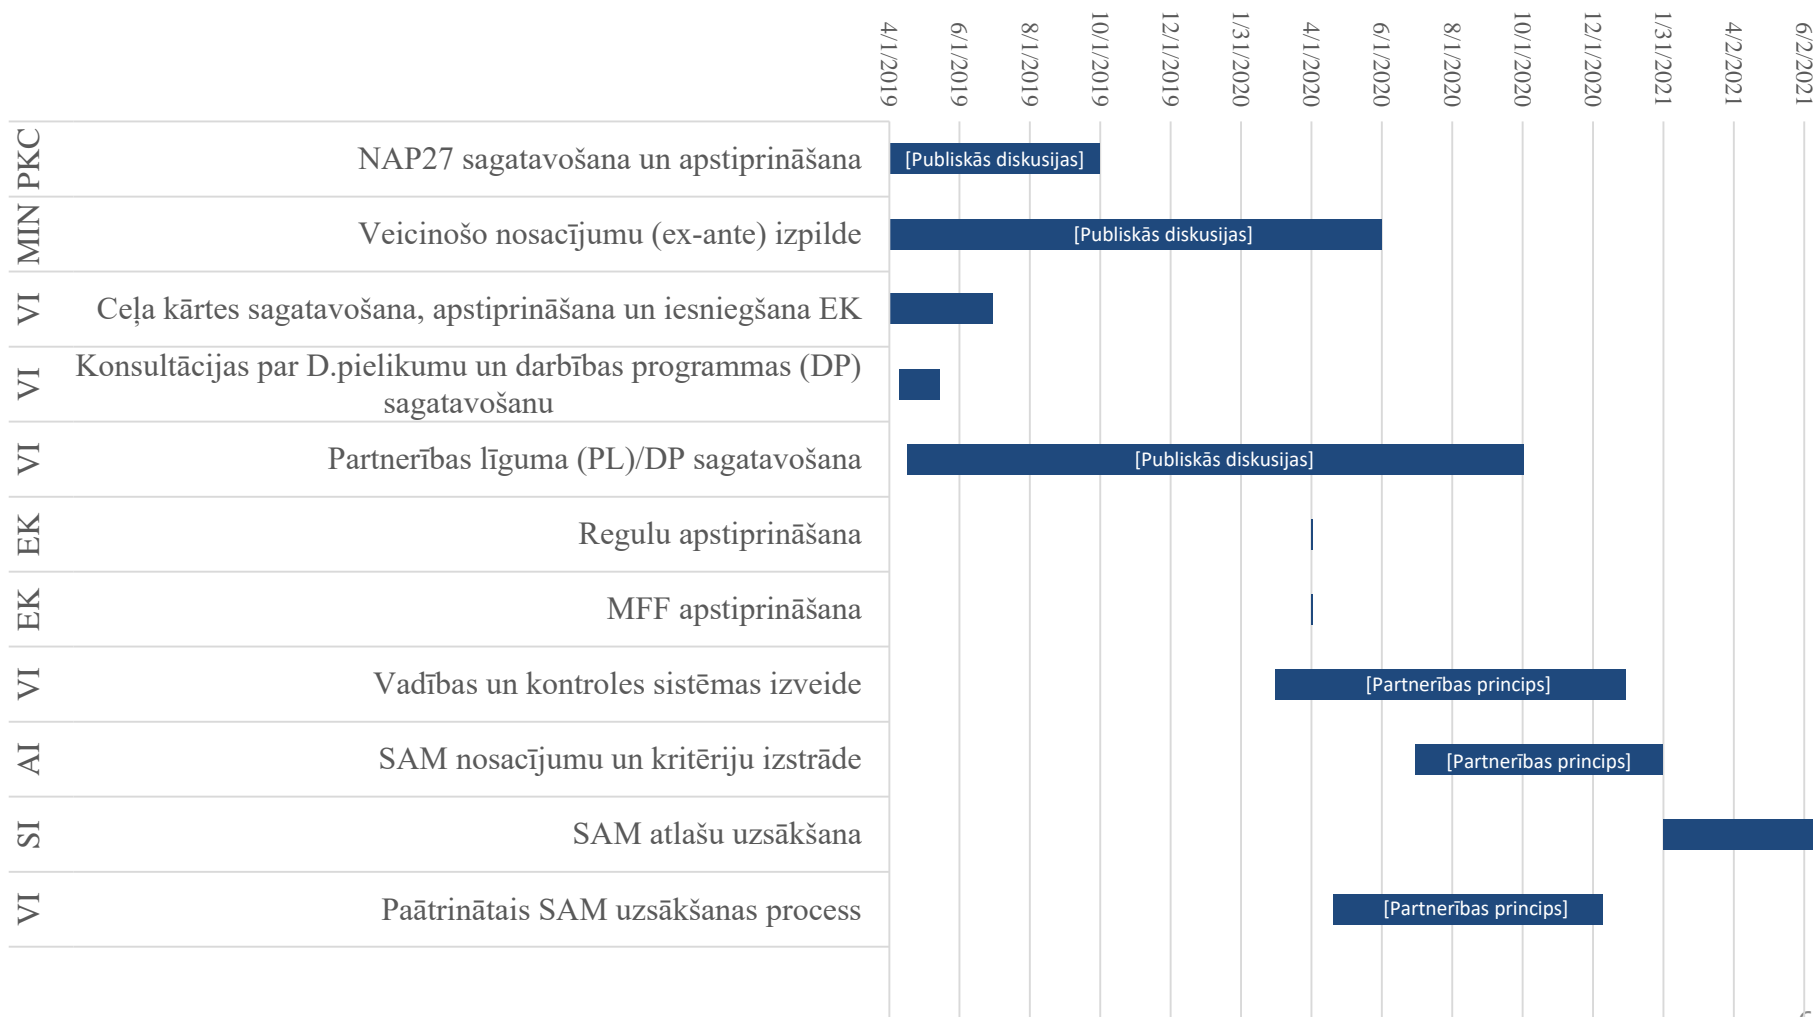 4/1/2019
6/1/2019
8/1/2019
10/1/2019
12/1/2019
1/31/2020
4/1/2020
6/1/2020
8/1/2020
10/1/2020
12/1/2020
1/31/2021
4/2/2021
6/2/2021
PKC
NAP27 sagatavošana un apstiprināšana
[Publiskās diskusijas]
MIN
Veicinošo nosacījumu (ex-ante) izpilde
[Publiskās diskusijas]
VI
Ceļa kārtes sagatavošana, apstiprināšana un iesniegšana EK
VI
Konsultācijas par D.pielikumu un darbības programmas (DP)
sagatavošanu
VI
Partnerības līguma (PL)/DP sagatavošana
[Publiskās diskusijas]
EK
Regulu apstiprināšana
EK
MFF apstiprināšana
VI
Vadības un kontroles sistēmas izveide
[Partnerības princips]
AI
SAM nosacījumu un kritēriju izstrāde
[Partnerības princips]
SI
SAM atlašu uzsākšana
VI
Paātrinātais SAM uzsākšanas process
[Partnerības princips]